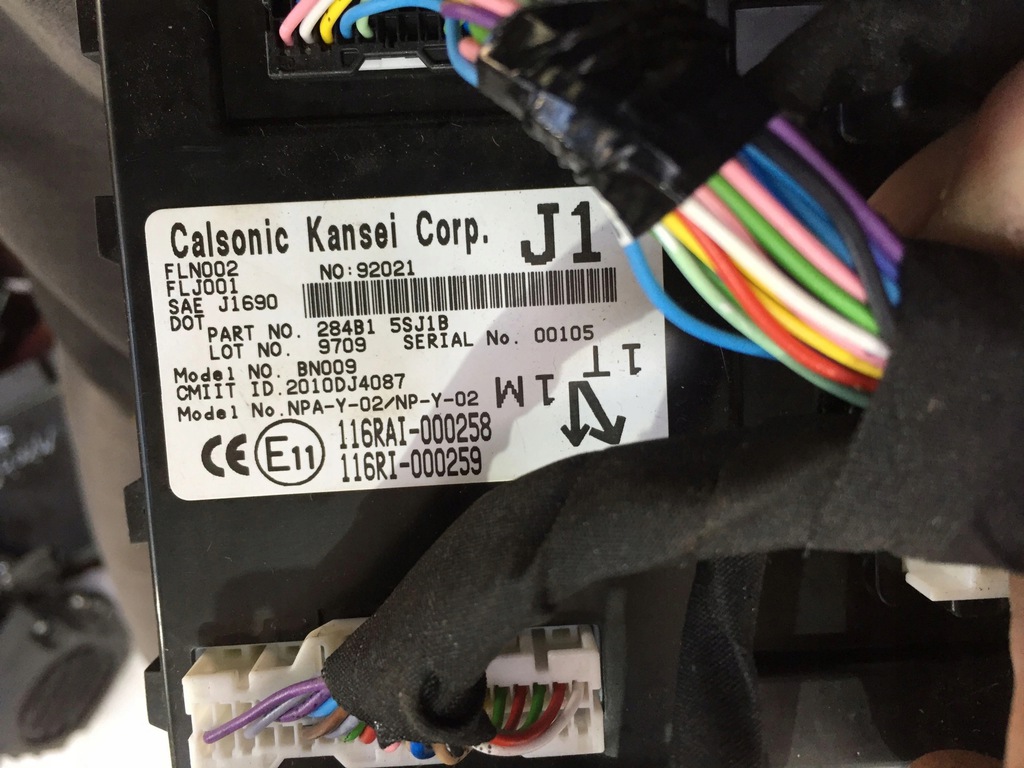 Calsonic Kansei Corp. J1
FLN002 NO:92021
FLJ001
SAE J1690
DOT
PART NO. 284B1 5SJ1B
LOT NO. 9709 SERIAL No. 00105
Model NO. BN009
CMIIT ID.2010DJ4087
Model No.NPA-Y-02/NP-Y-02
1T
1M
CE E11 116RAI-000258
116RI-000259